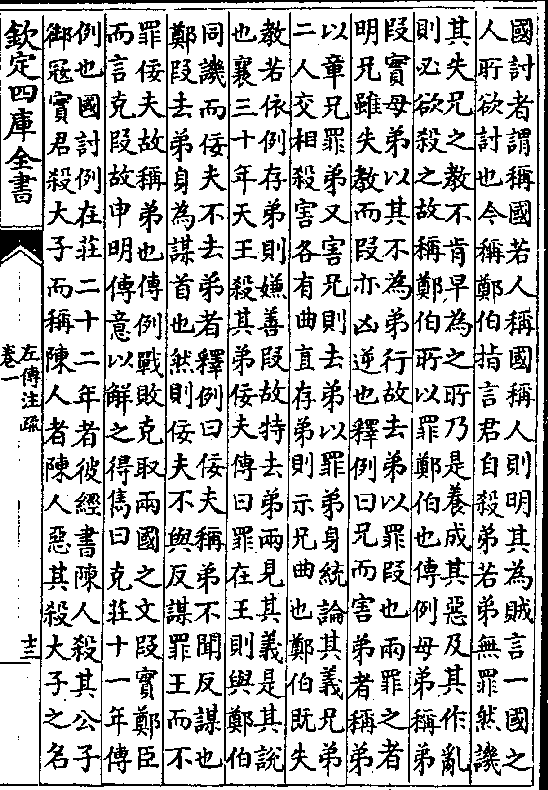 國討者謂稱國若人稱國稱人則明其為賊言一國之
人所欲討也今稱鄭伯指言君自殺弟若弟無罪然譏
其失兄之教不肯早為之所乃是養成其惡及其作亂
則必欲殺之故稱鄭伯所以罪鄭伯也傳例母弟稱弟
段實母弟以其不為弟行故去弟以罪段也兩罪之者
明兄雖失教而段亦凶逆也釋例曰兄而害弟者稱弟
以章兄罪弟又害兄則去弟以罪弟身統論其義兄弟
二人交相殺害各有曲直存弟則示兄曲也鄭伯既失
教若依例存弟則嫌善段故特去弟兩見其義是其說
也襄三十年天王殺其弟佞夫傳曰罪在王則與鄭伯
同譏而佞夫不去弟者釋例曰佞夫稱弟不聞反謀也
鄭段去弟身為謀首也然則佞夫不與反謀罪王而不
罪佞夫故稱弟也傳例戰敗克取兩國之文段實鄭臣
而言克段故申明傳意以解之得儁曰克莊十一年傳
例也國討例在莊二十二年者彼經書陳人殺其公子
御冦實君殺大子而稱陳人者陳人惡其殺大子之名
欽定四庫全書
左傳注疏
卷一
十三